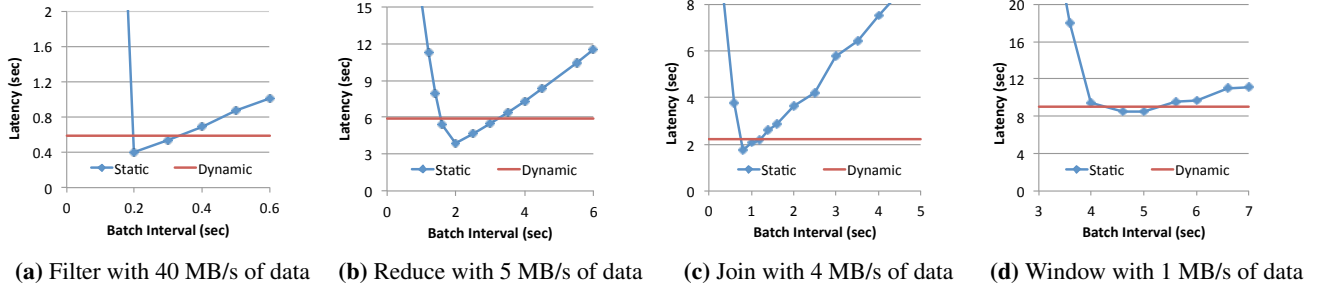 2
1.6
1.2
0.8
0.4
0
Latency (sec)
Static
Dynamic
0
0.2
0.4
0.6
Batch Interval (sec)
(a) Filter with 40 MB/s of data
15
12
9
6
3
0
Latency (sec)
Static
Dynamic
0
2
4
6
Batch Interval (sec)
(b) Reduce with 5 MB/s of data
8
6
4
2
0
Latency (sec)
Static
Dynamic
0
1
2
3
4
5
Batch Interval (sec)
(c) Join with 4 MB/s of data
20
16
12
8
4
0
Latency (sec)
Static
Dynamic
3
4
5
6
7
Batch Interval (sec)
(d) Window with 1 MB/s of data